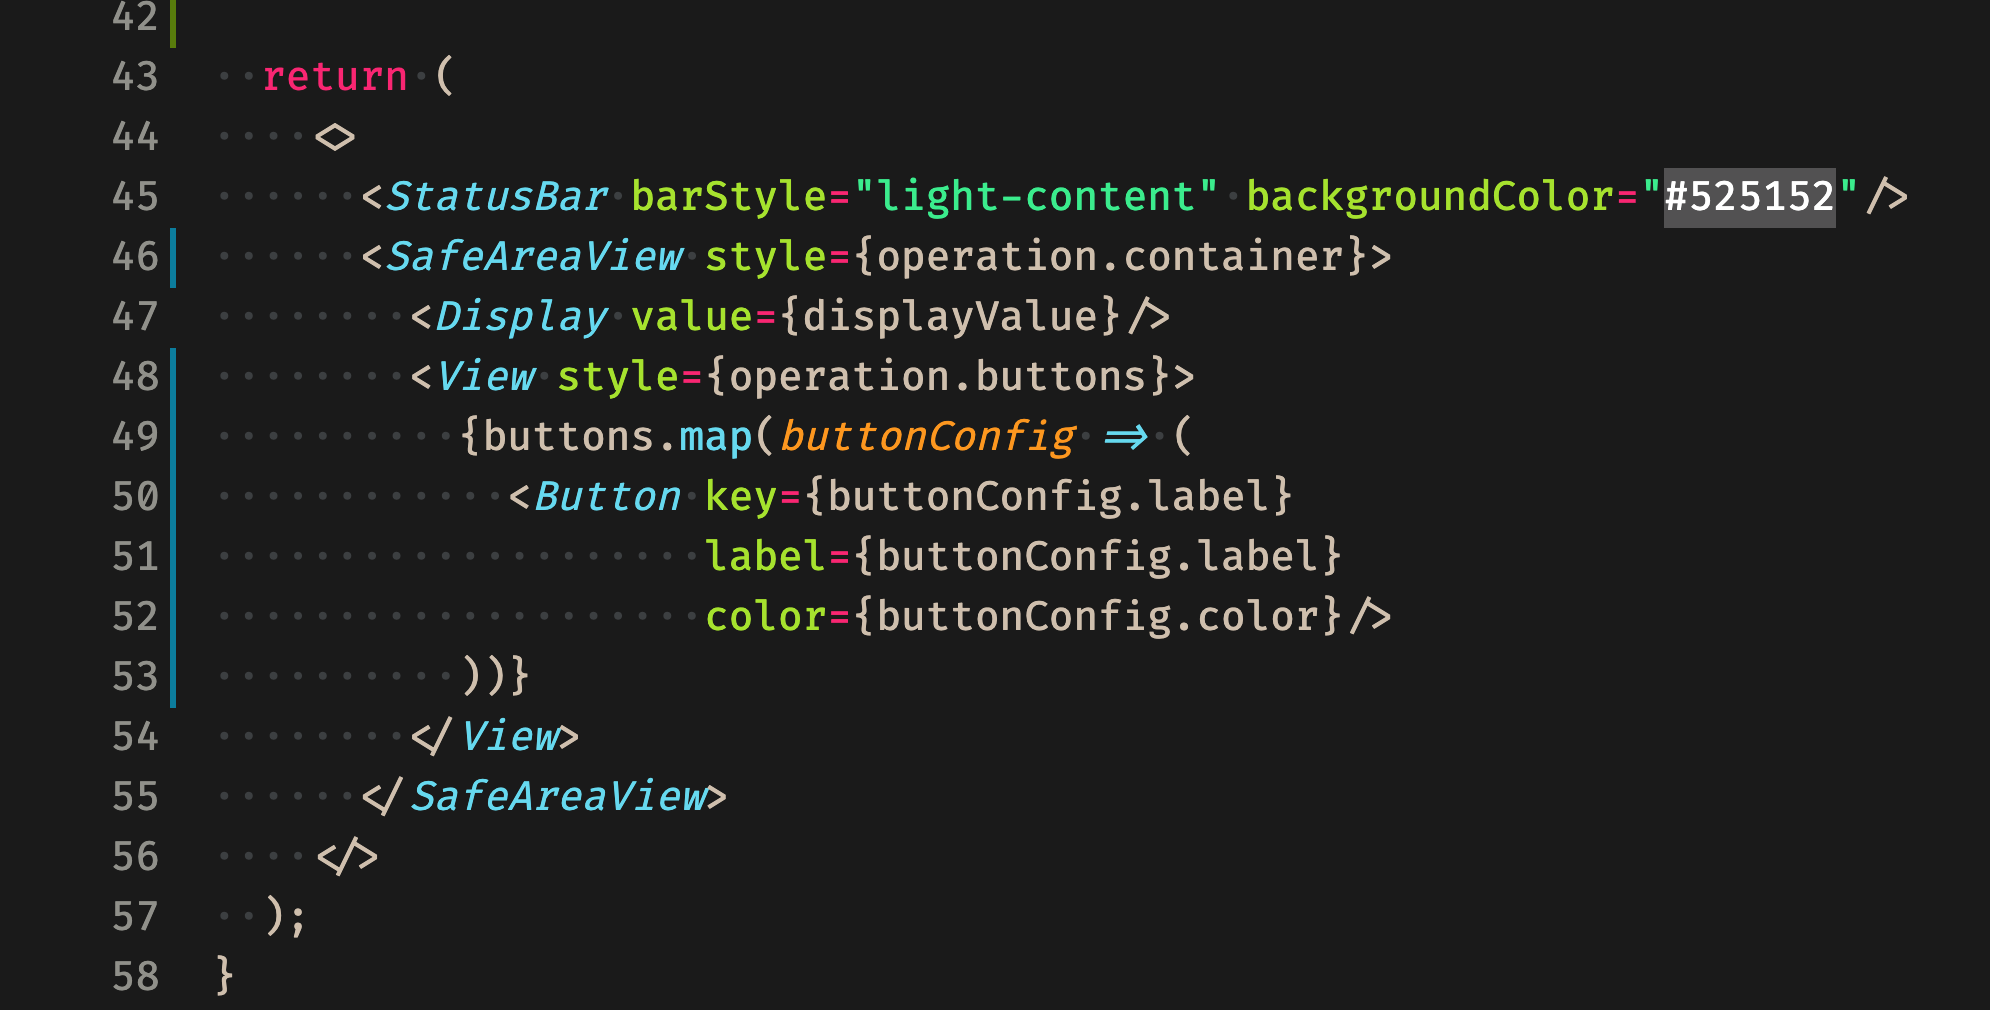 42
43   return (
44     <>
45       <StatusBar barStyle="light-content" backgroundColor="#525152"/>
46       <SafeAreaView style={operation.container}>
47         <Display value={displayValue}/>
48         <View style={operation.buttons}>
49           {buttons.map(buttonConfig => (
50             <Button key={buttonConfig.label}
51                     label={buttonConfig.label}
52                     color={buttonConfig.color}/>
53           ))}
54         </View>
55       </SafeAreaView>
56     </>
57   );
58 }